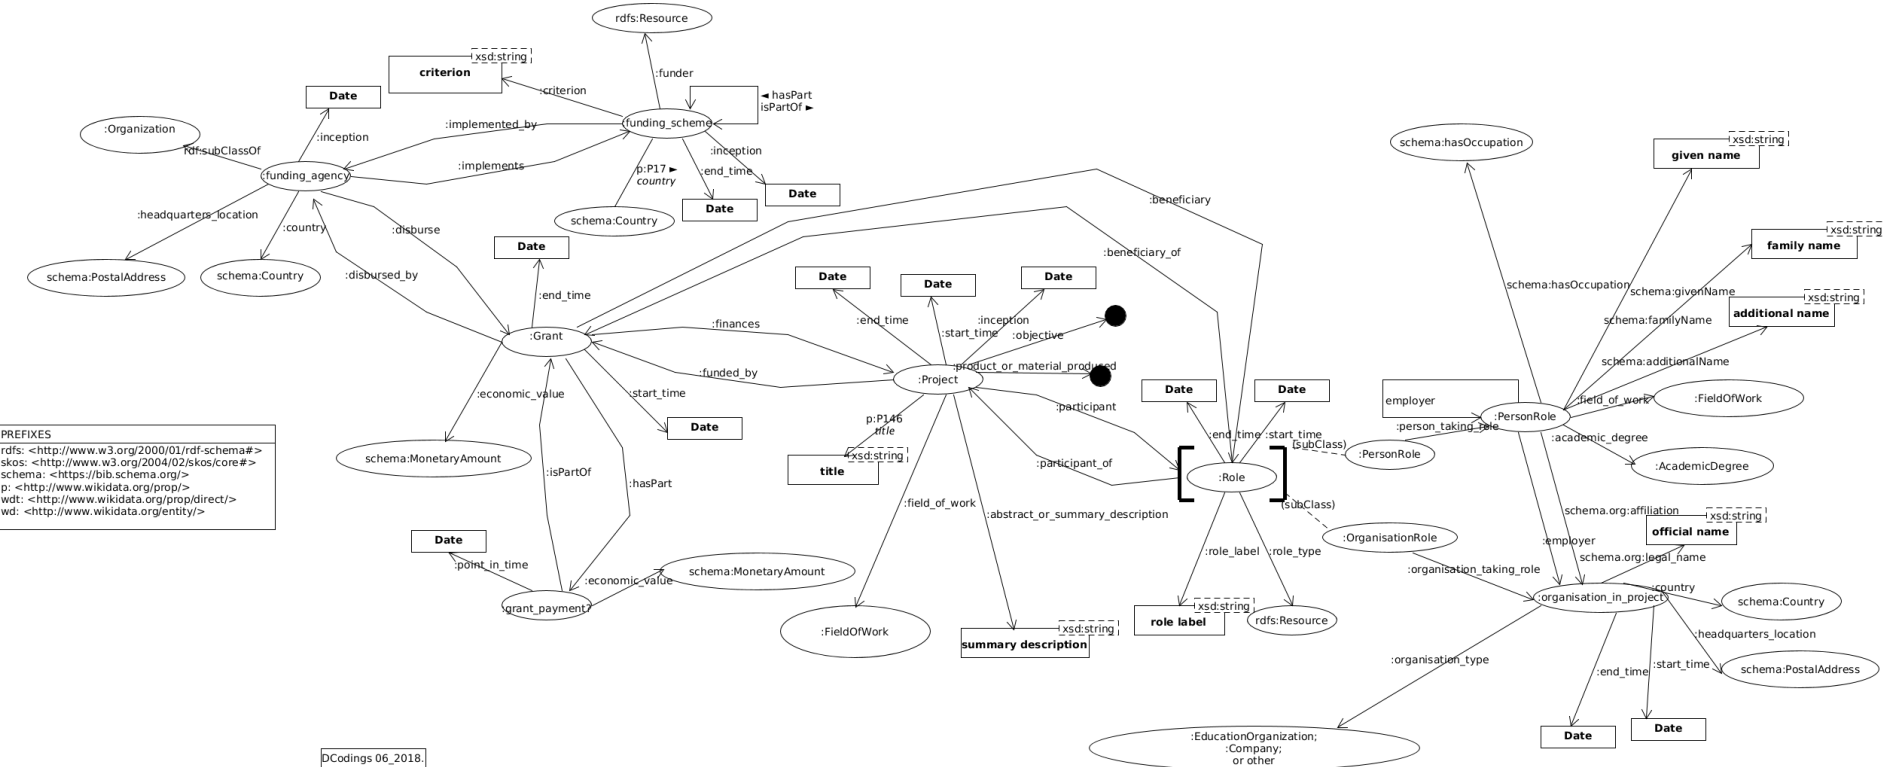 rdfs:Resource
xsd:string
criterion
:funder
:criterion
◄ hasPart
isPartOf ►
Date
:Organization
:inception
:implemented_by
:funding_scheme
rdf:subClassOf
:inception
:implements
p:P17 ►
country
:end_time
:funding_agency
Date
Date
schema:Country
:headquarters_location
:country
:disburse
schema:PostalAddress
schema:Country
:disbursed_by
Date
:end_time
:Grant
:finances
:funded_by
:economic_value
:start_time
Date
schema:MonetaryAmount
:isPartOf
:hasPart
Date
:point_in_time
:economic_value
schema:MonetaryAmount
:grant_payment?
:beneficiary
:beneficiary_of
Date
Date
Date
:end_time
:start_time
:inception
:objective
:product_or_material_produced
:Project
p:P146
title
xsd:string
title
:participant
:participant_of
:field_of_work
:abstract_or_summary_description
:FieldOfWork
xsd:string
summary description
Date
Date
:end_time
:start_time
(subClass)
:Role
(subClass)
:role_label
:role_type
xsd:string
role label
rdfs:Resource
schema:hasOccupation
xsd:string
given name
xsd:string
family name
schema:hasOccupation
schema:givenName
xsd:string
additional name
schema:familyName
schema:additionalName
employer
:PersonRole
:field_of_work
:FieldOfWork
:person_taking_role
:academic_degree
:PersonRole
:AcademicDegree
schema.org:affiliation
xsd:string
official name
:OrganisationRole
:employer
schema.org:legal_name
:organisation_taking_role
:country
:organisation_in_project
schema:Country
:headquarters_location
:organisation_type
:end_time
:start_time
schema:PostalAddress
Date
Date
:EducationOrganization;
:Company;
or other
PREFIXES
rdfs: <http://www.w3.org/2000/01/rdf-schema#>
skos: <http://www.w3.org/2004/02/skos/core#>
schema: <https://bib.schema.org/>
p: <http://www.wikidata.org/prop/>
wdt: <http://www.wikidata.org/prop/direct/>
wd: <http://www.wikidata.org/entity/>
DCodings 06_2018.